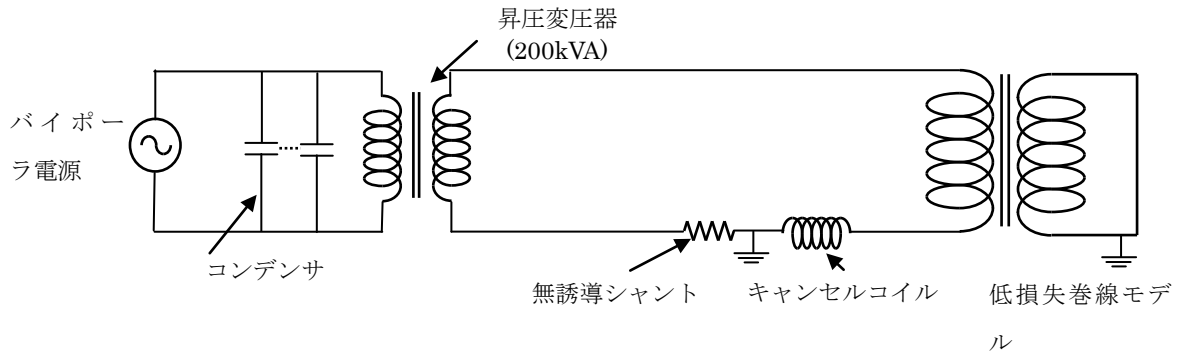 昇圧変圧器
(200kVA)
バイポー
ラ電源
コンデンサ
無誘導シャント
キャンセルコイル
低損失巻線モデ
ル